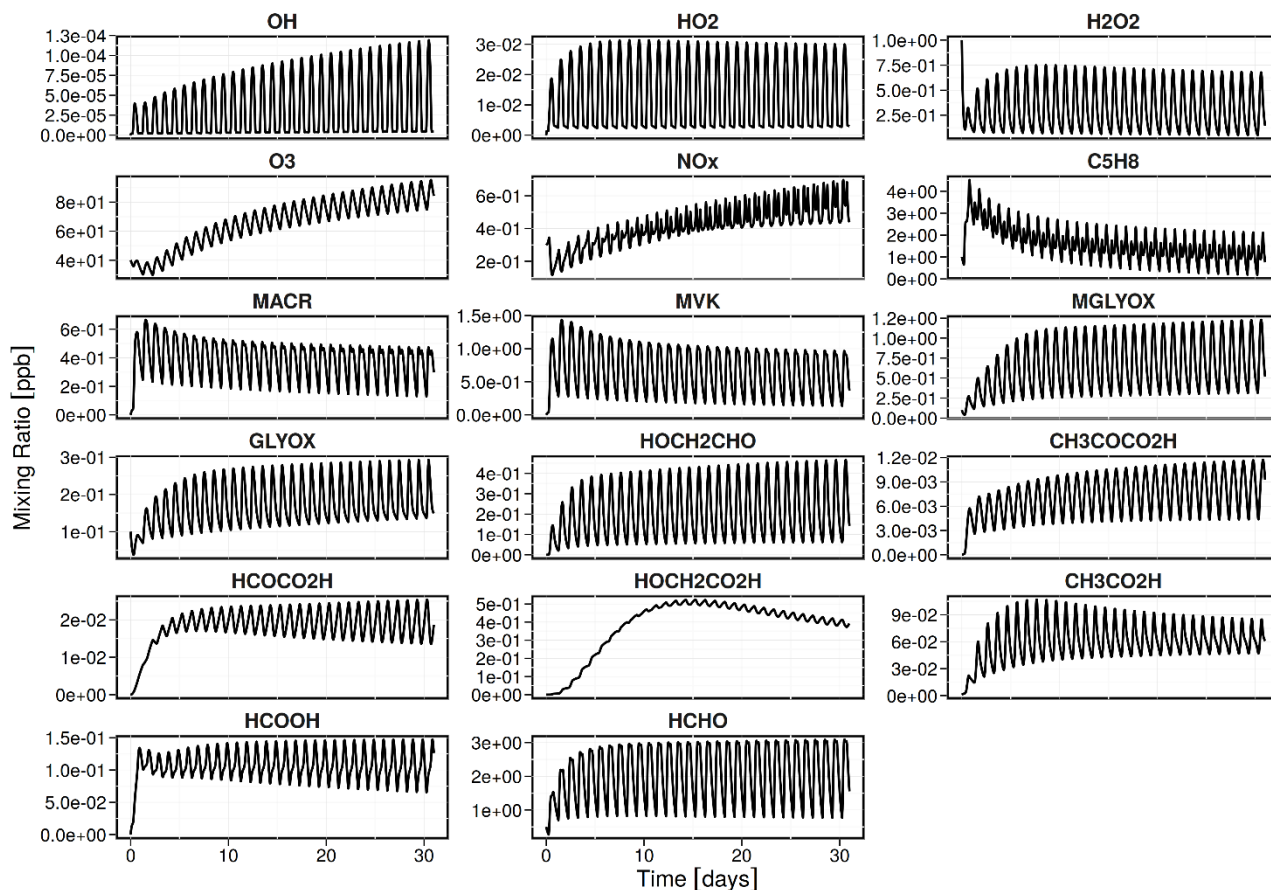 OH HO2 H2O2
1.3e-04 3e-02 1.0e+00
1.0e-04 2e-02 7.5e-01
7.5e-05 5.0e-01
5.0e-05 1e-02 2.5e-01
2.5e-05
0.0e+00 0e+00
O3 NOx C5H8
8e+01 6e-01 4e+00
6e+01 4e-01 3e+00
4e+01 2e-01 2e+00
1e+00
0e+00
MACR MVK MGLYOX
6e-01 1.5e+00 1.2e+00
4e-01 1.0e+00 1.0e+00
2e-01 5.0e-01 7.5e-01
0e+00 0.0e+00 5.0e-01
2.5e-01
0.0e+00
Mixing Ratio [ppb]
GLYOX HOCH2CHO CH3COCO2H
3e-01 4e-01 1.2e-02
2e-01 3e-01 9.0e-03
1e-01 2e-01 6.0e-03
1e-01 3.0e-03
0e+00 0.0e+00
HCOCO2H HOCH2CO2H CH3CO2H
2e-02 5e-01 9e-02
1e-02 4e-01 6e-02
0e+00 3e-01 3e-02
2e-01 0e+00
1e-01
0e+00
HCOOH HCHO
1.5e-01 3e+00
1.0e-01 2e+00
5.0e-02 1e+00
0.0e+00
0 10 20 30 0 10 20 30
Time [days]